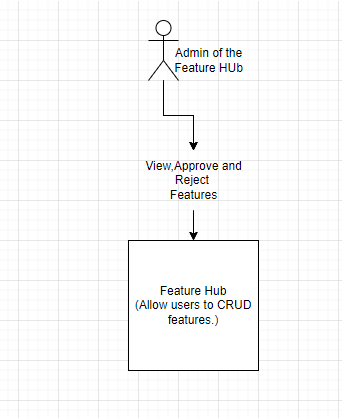 Admin of the
Feature HUb
View,Approve and
Reject
Features
Feature Hub
(Allow users to CRUD
features.)